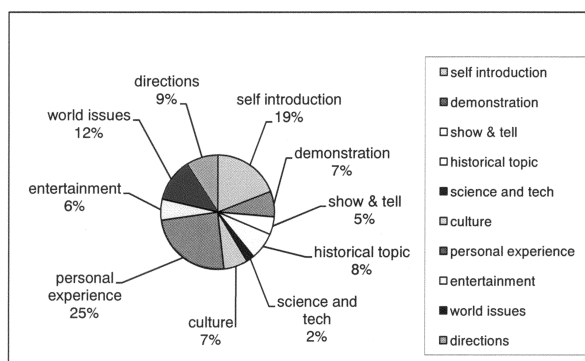 directions
9%
self introduction
19%
world issues
12%
demonstration
7%
entertainment
6%
show & tell
5%
historical topic
8%
personal
experience
25%
science and
tech
2%
culture
7%
self introduction
demonstration
show & tell
historical topic
science and tech
culture
personal experience
entertainment
world issues
directions